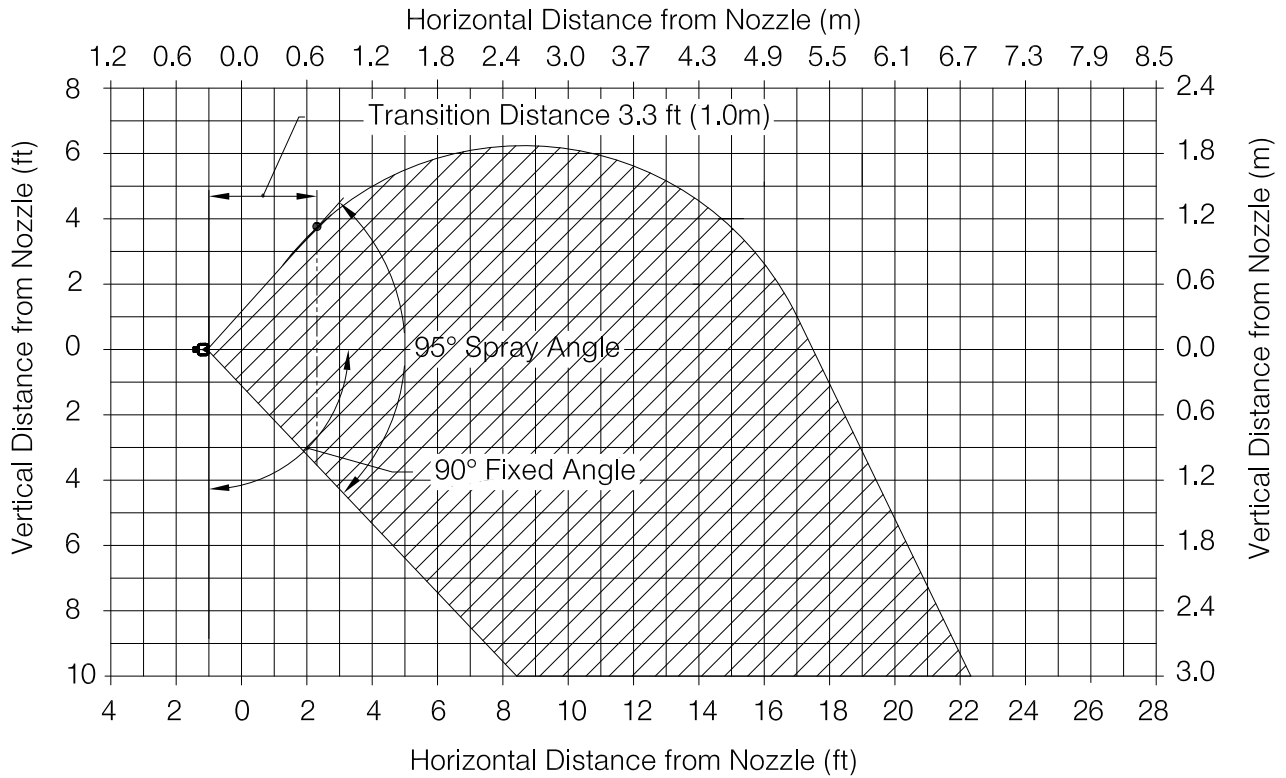 Horizontal Distance from Nozzle (m)
1.2 0.6 0.0 0.6 1.2 1.8 2.4 3.0 3.7 4.3 4.9 5.5 6.1 6.7 7.3 7.9 8.5
Vertical Distance from Nozzle (ft)
8
6
4
2
0
2
4
6
8
10
Transition Distance 3.3 ft (1.0m)
95° Spray Angle
90° Fixed Angle
2.4
1.8
1.2
0.6
0.0
0.6
1.2
1.8
2.4
3.0
Vertical Distance from Nozzle (m)
4 2 0 2 4 6 8 10 12 14 16 18 20 22 24 26 28
Horizontal Distance from Nozzle (ft)